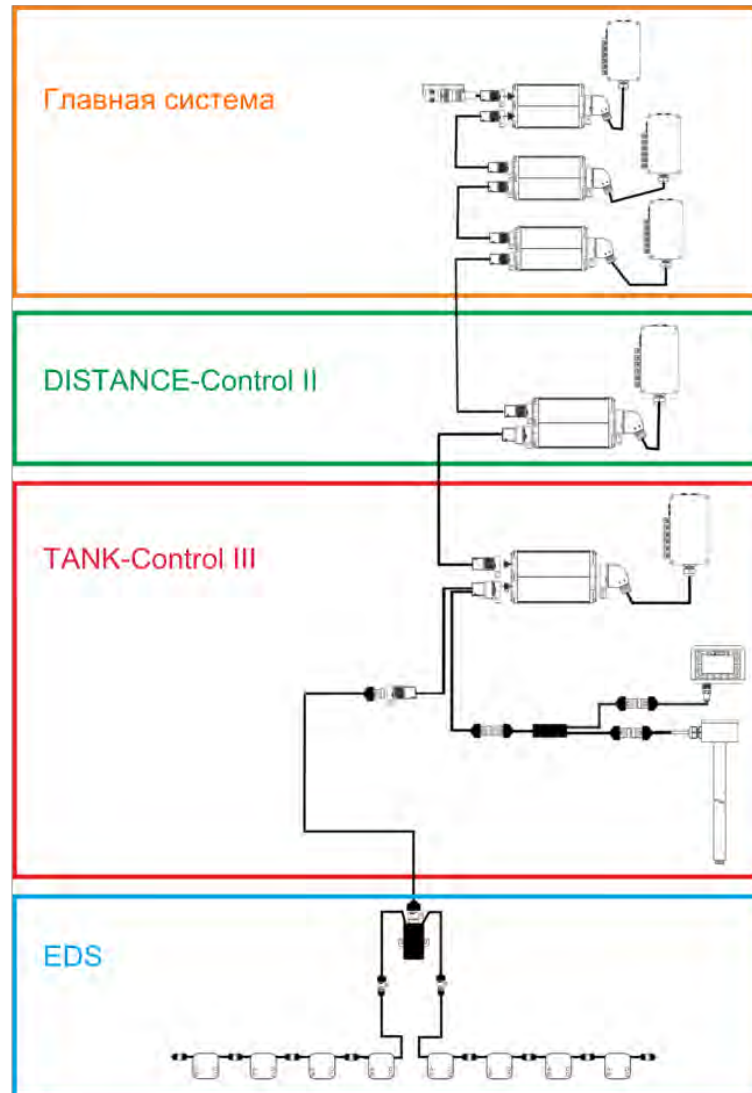 Главная система
DISTANCE-Control II
TANK-Control III
EDS